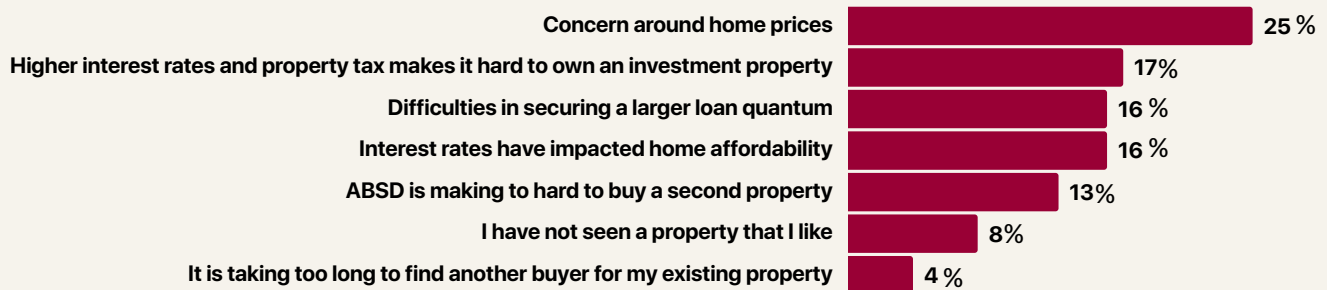 Concern around home prices 25 %
Higher interest rates and property tax makes it hard to own an investment property 17%
Difficulties in securing a larger loan quantum 16 %
Interest rates have impacted home affordability 16 %
ABSD is making to hard to buy a second property 13%
I have not seen a property that I like 8%
It is taking too long to find another buyer for my existing property 4 %